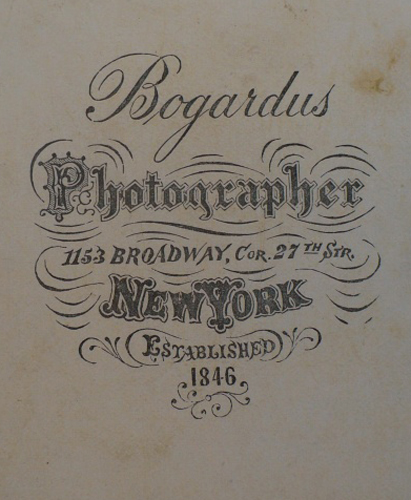 Bogardus
Photographer
1153 BROADWAY, COR. 27TH STR.
NEW YORK
ESTABLISHED
1846